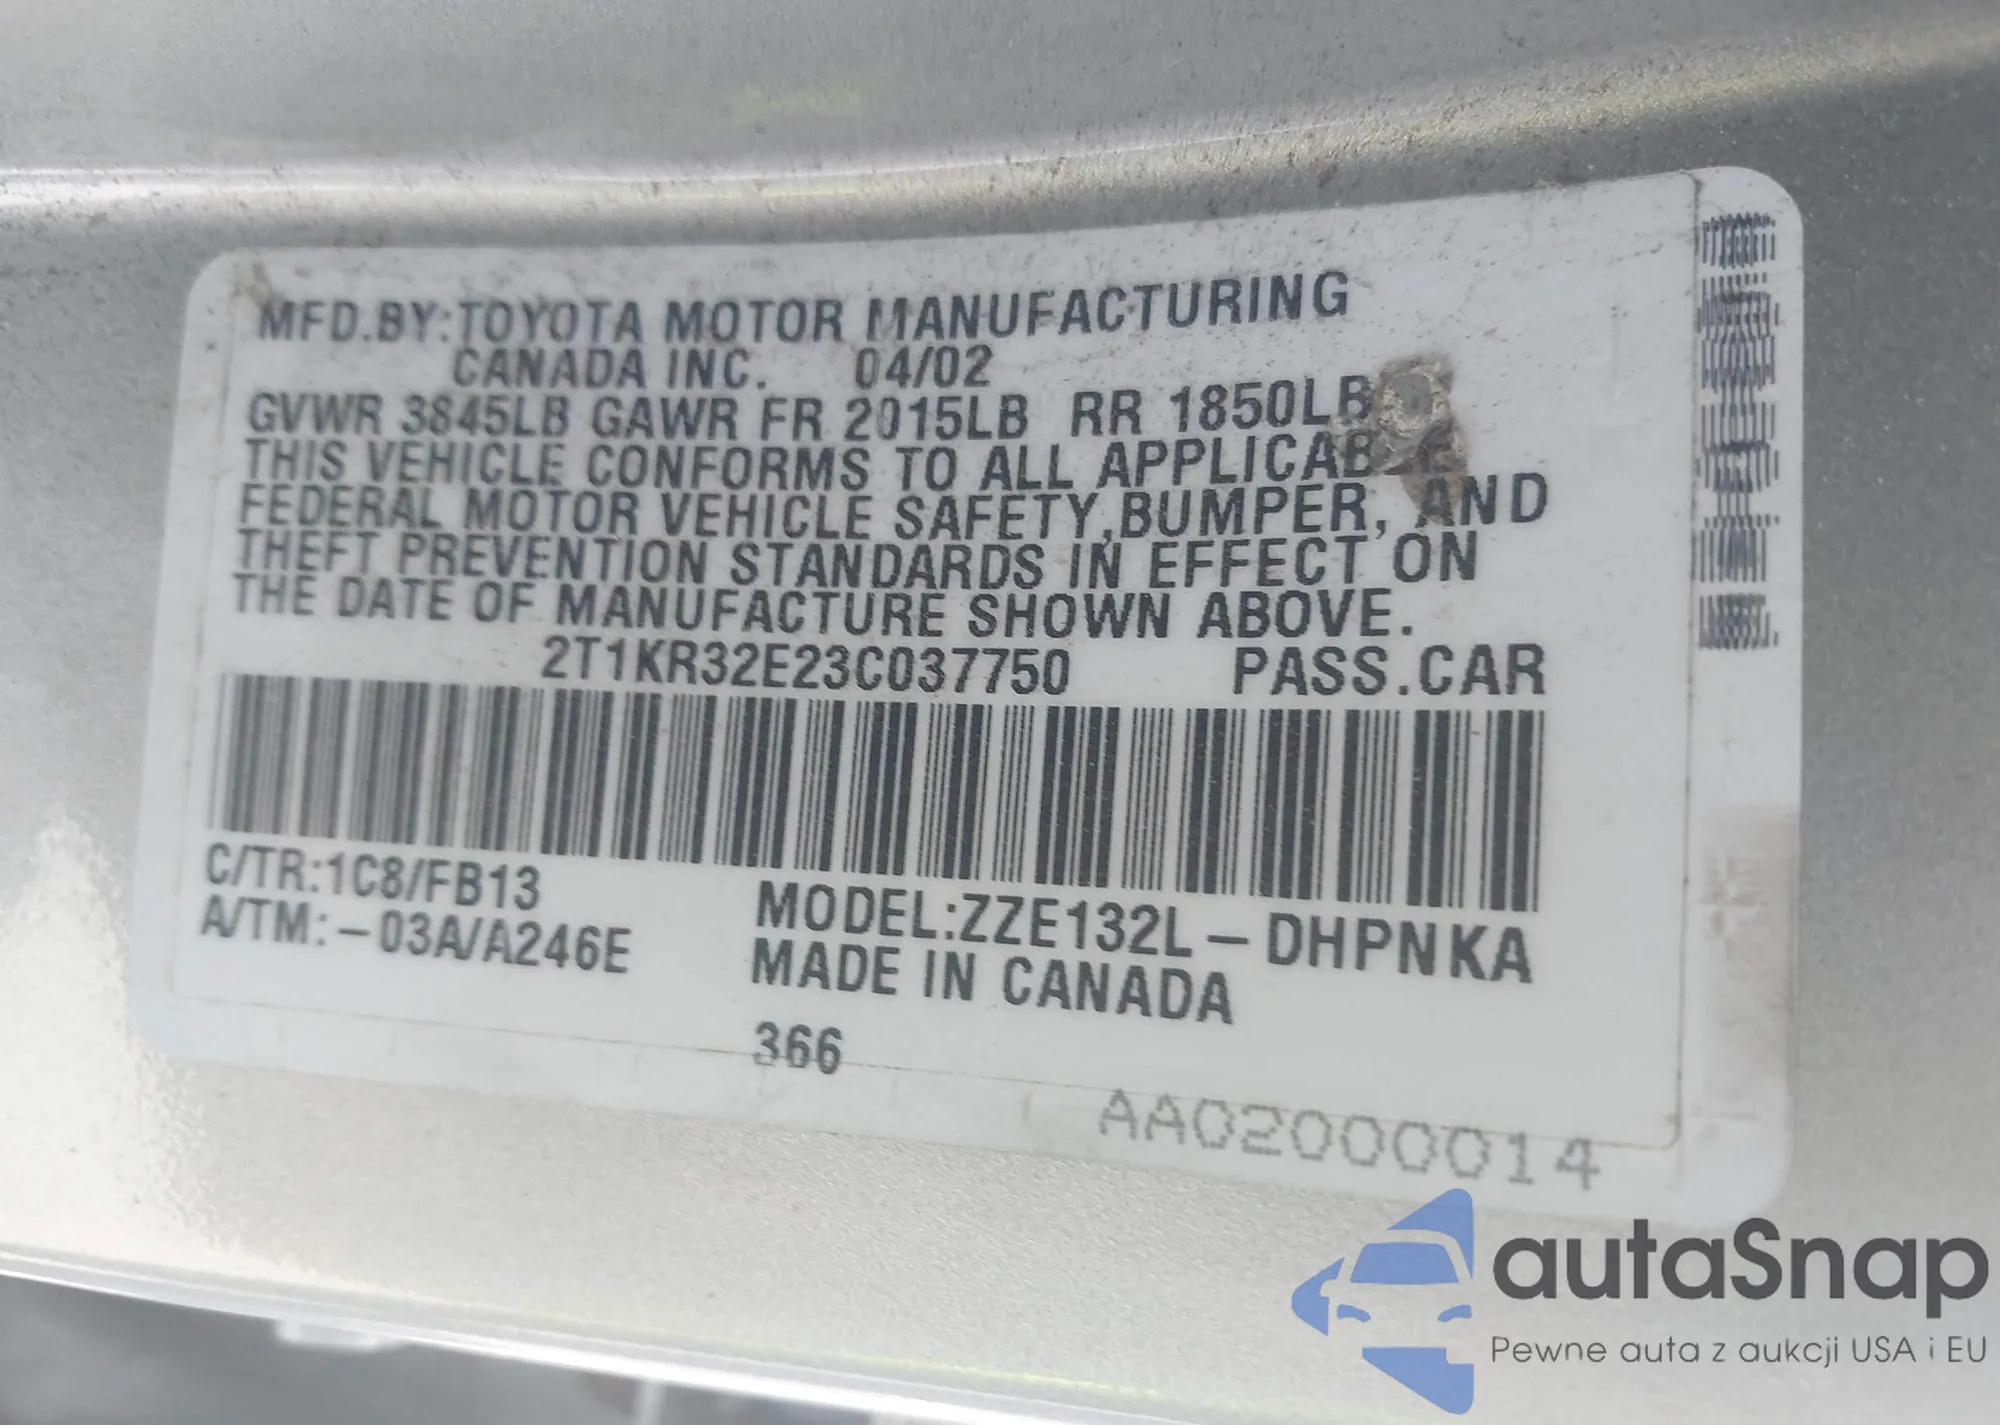 MFD.BY:TOYOTA MOTOR MANUFACTURING
CANADA INC. 04/02
GVWR 3845LB GAWR FR 2015LB RR 1850LB
THIS VEHICLE CONFORMS TO ALL APPLICABLE
FEDERAL MOTOR VEHICLE SAFETY,BUMPER, AND
THEFT PREVENTION STANDARDS IN EFFECT ON
THE DATE OF MANUFACTURE SHOWN ABOVE.
2T1KR32E23C037750 PASS.CAR
C/TR:1C8/FB13
A/TM:-03A/A246E
MODEL:ZZE132L-DHPNKA
MADE IN CANADA
366
AA02000014
autaSnap
Pewne auta z aukcji USA i EU